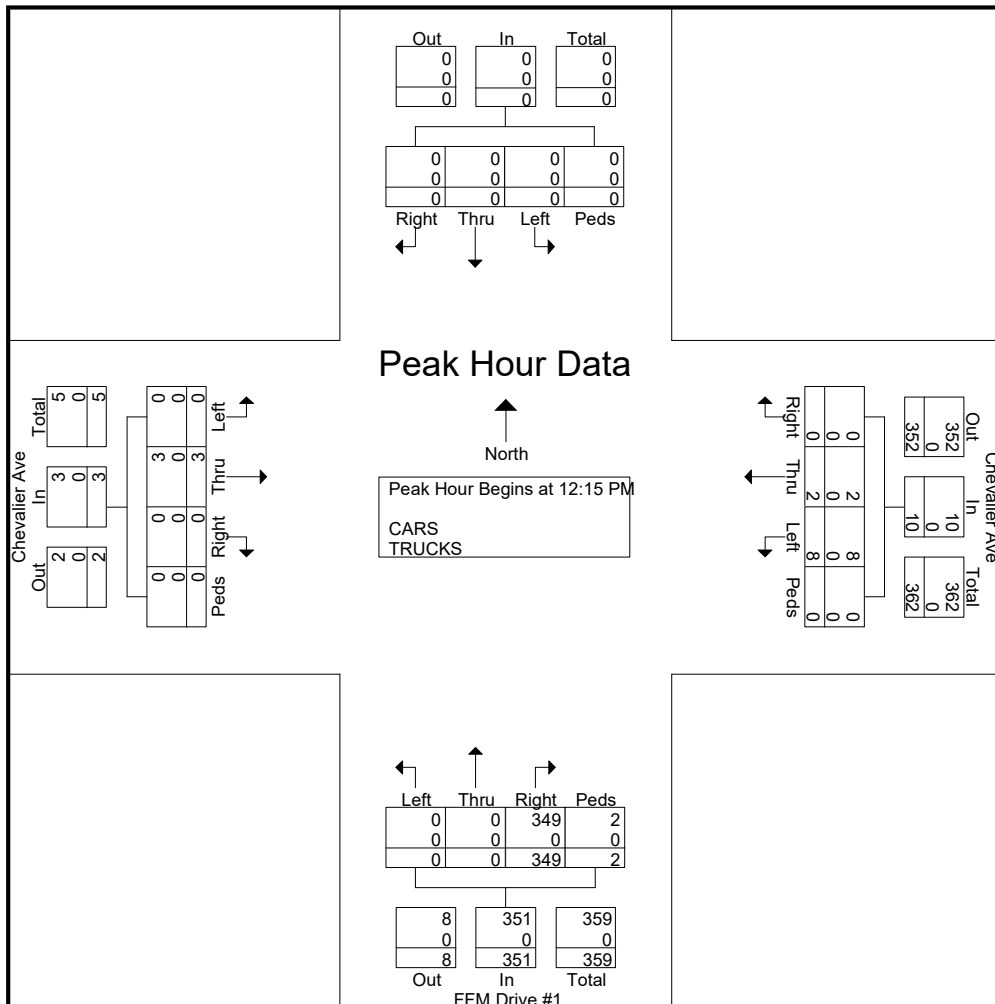 Out In Total
0 0 0
0 0 0
0 0 0
0 0 0 0
0 0 0 0
0 0 0 0
Right Thru Left Peds
Peak Hour Data
North
Peak Hour Begins at 12:15 PM
CARS
TRUCKS
Chevalier Ave
Out In Total
2 3 5
0 0 0
2 3 5
0 0 3 0
0 0 0 0
0 0 3 0
Peds Right Thru Left
Chevalier Ave
Out In Total
352 10 362
0 0 0
352 10 362
0 2 8 0
0 0 0 0
0 2 8 0
Right Thru Left Peds
Left Thru Right Peds
0 0 349 2
0 0 0 0
0 0 349 2
8 351 359
0 0 0
8 351 359
Out In Total
FFM Drive #1